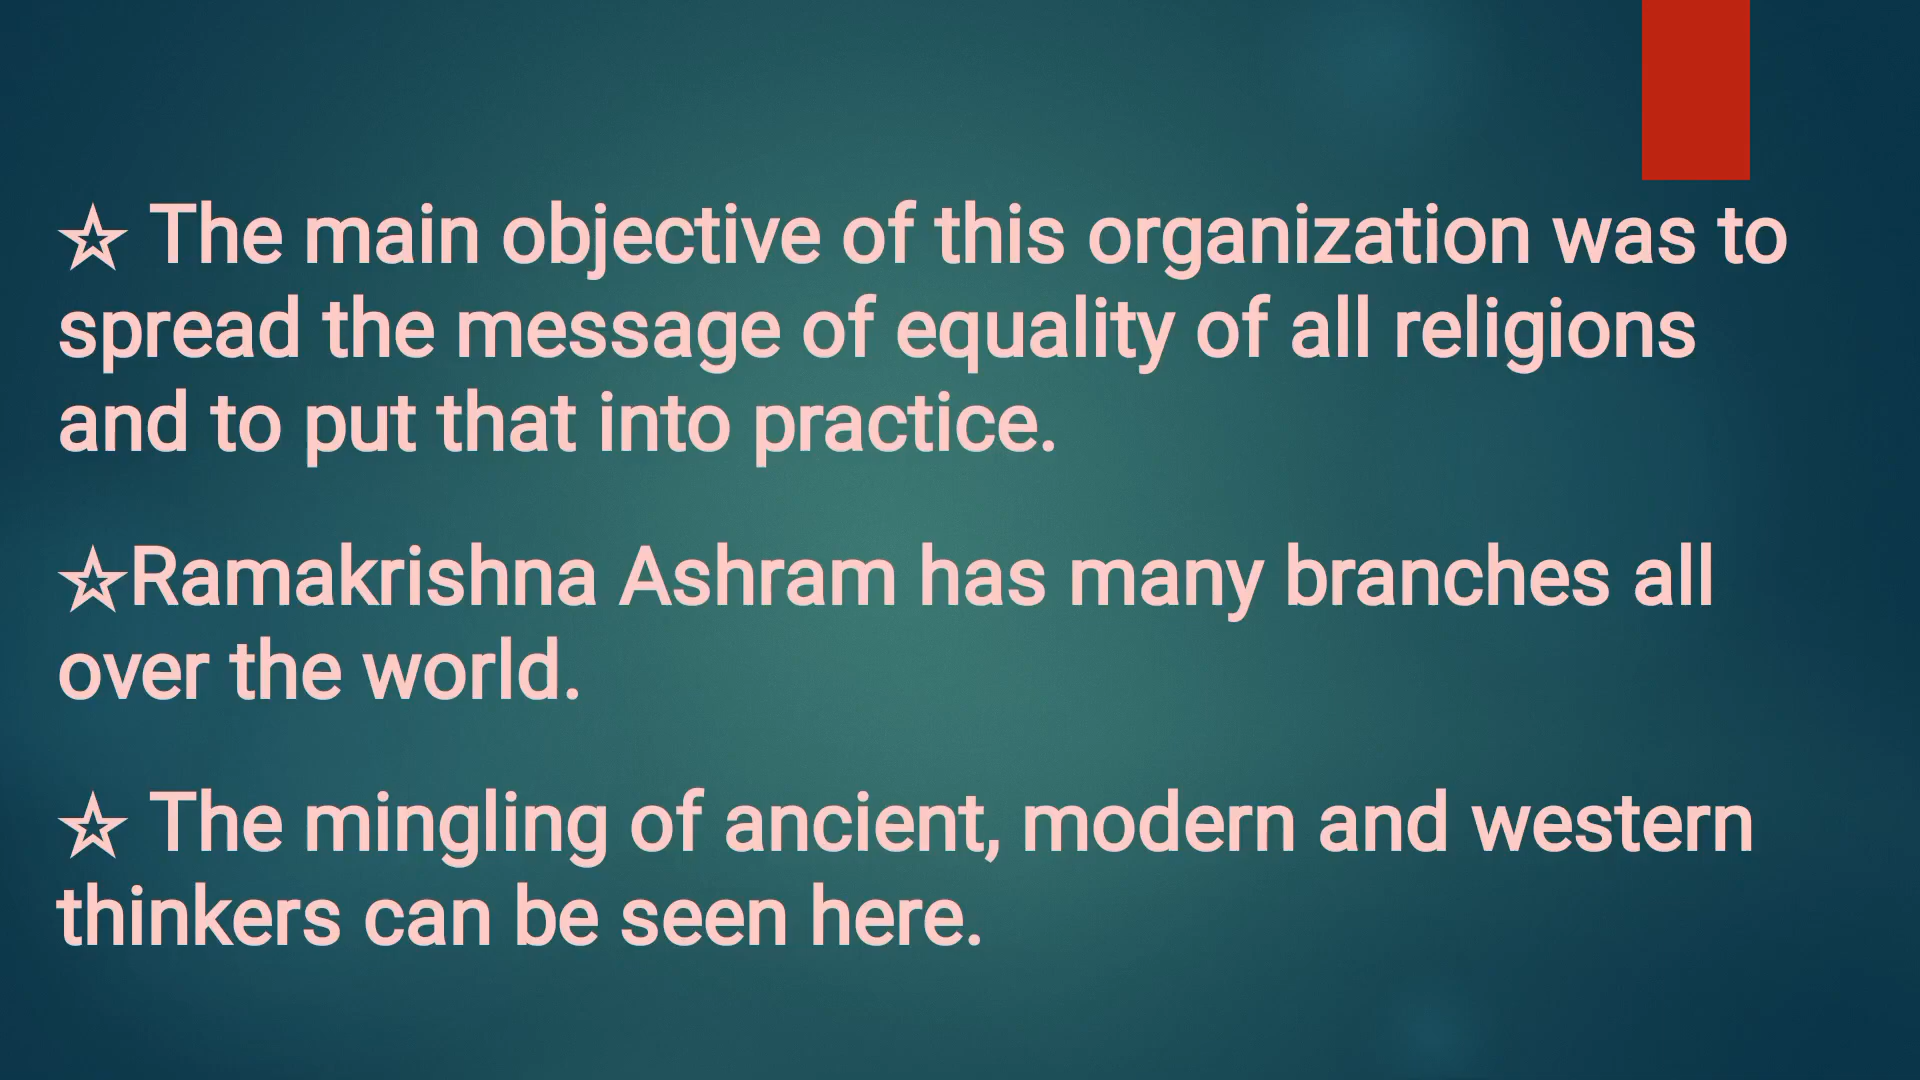 ☆ The main objective of this organization was to
spread the message of equality of all religions
and to put that into practice.
☆Ramakrishna Ashram has many branches all
over the world.
☆ The mingling of ancient, modern and western
thinkers can be seen here.